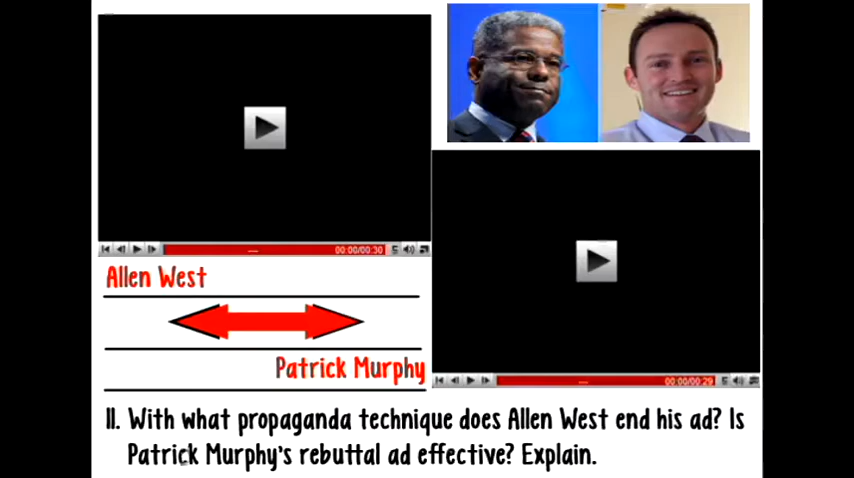 00:00/00:30
Allen West
Patrick Murphy
00:00/00:29
11. With what propaganda technique does Allen West end his ad? Is
Patrick Murphy's rebuttal ad effective? Explain.